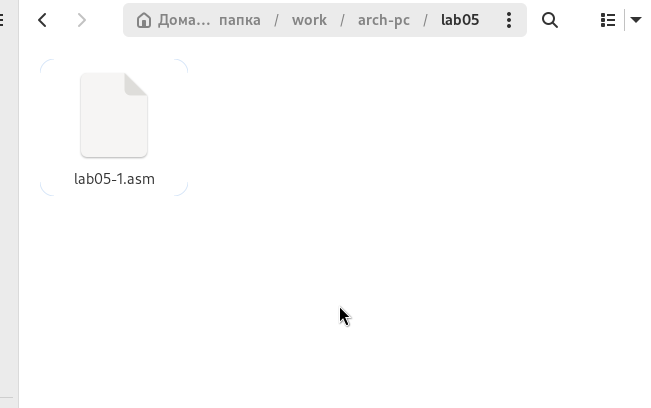 Дома… папка / work / arch-pc / lab05
lab05-1.asm